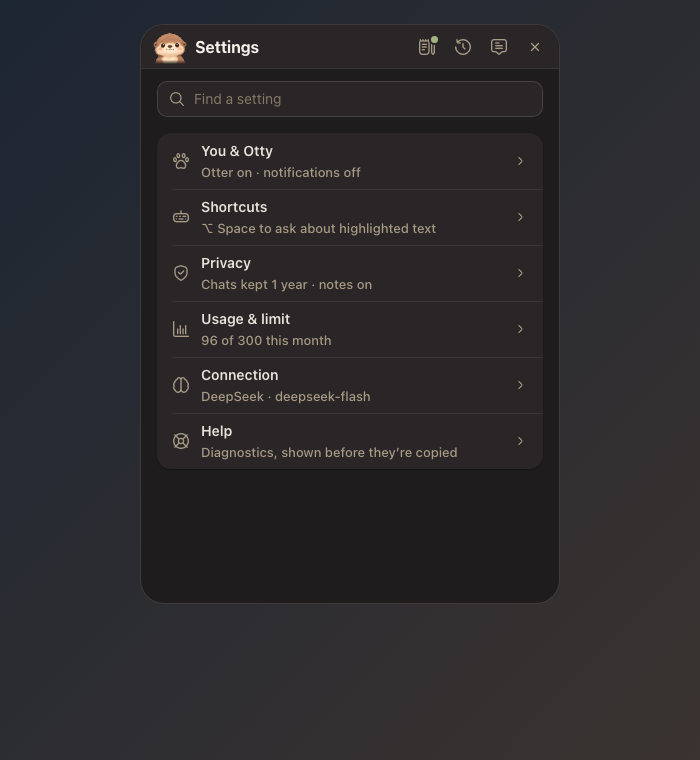 Settings
Find a setting
You & Otty
Otter on · notifications off
Shortcuts
⌥ Space to ask about highlighted text
Privacy
Chats kept 1 year · notes on
Usage & limit
96 of 300 this month
Connection
DeepSeek · deepseek-flash
Help
Diagnostics, shown before they’re copied